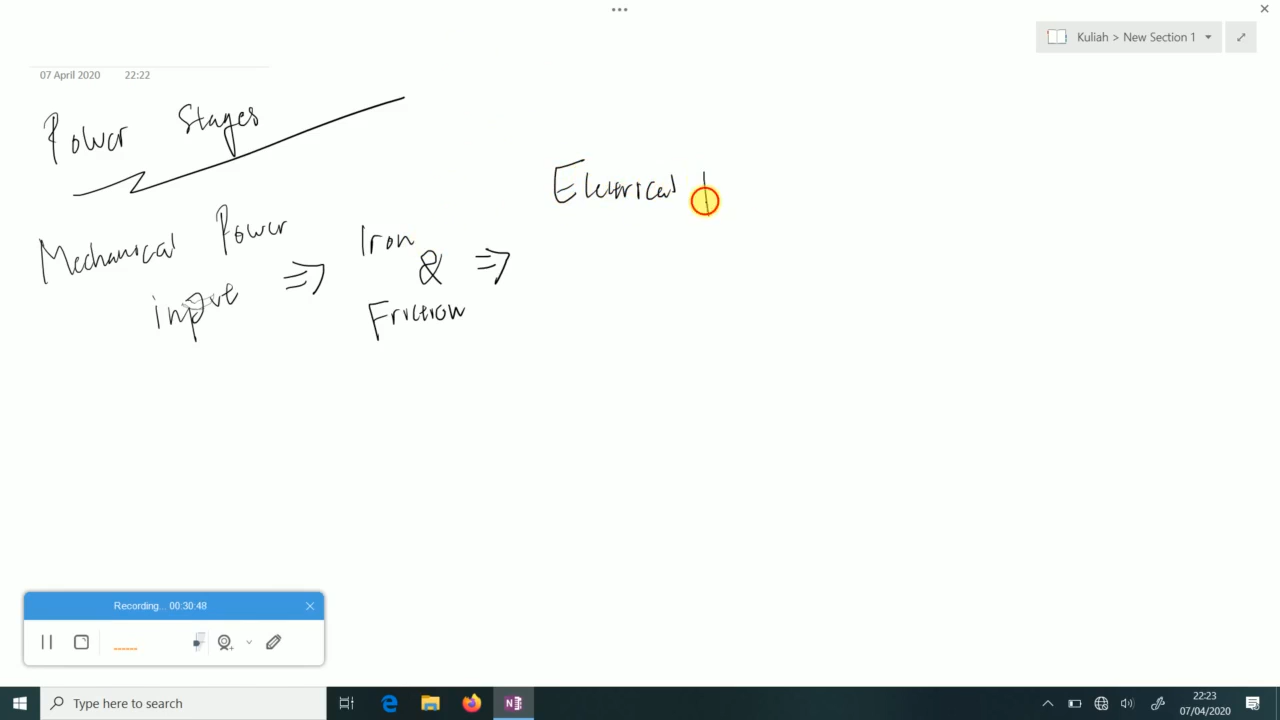 Kuliah > New Section 1
07 April 2020 22:22
Power Stages
Electrical
Mechanical Power
input
⇒
Iron
&
Friction
⇒
Recording... 00:30:48
Type here to search
22:23
07/04/2020